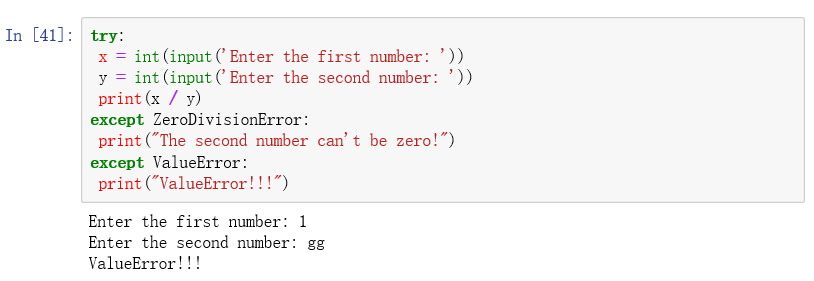 In [41]: try:
 x = int(input('Enter the first number: '))
 y = int(input('Enter the second number: '))
 print(x / y)
except ZeroDivisionError:
 print("The second number can't be zero!")
except ValueError:
 print("ValueError!!!")
Enter the first number: 1
Enter the second number: gg
ValueError!!!